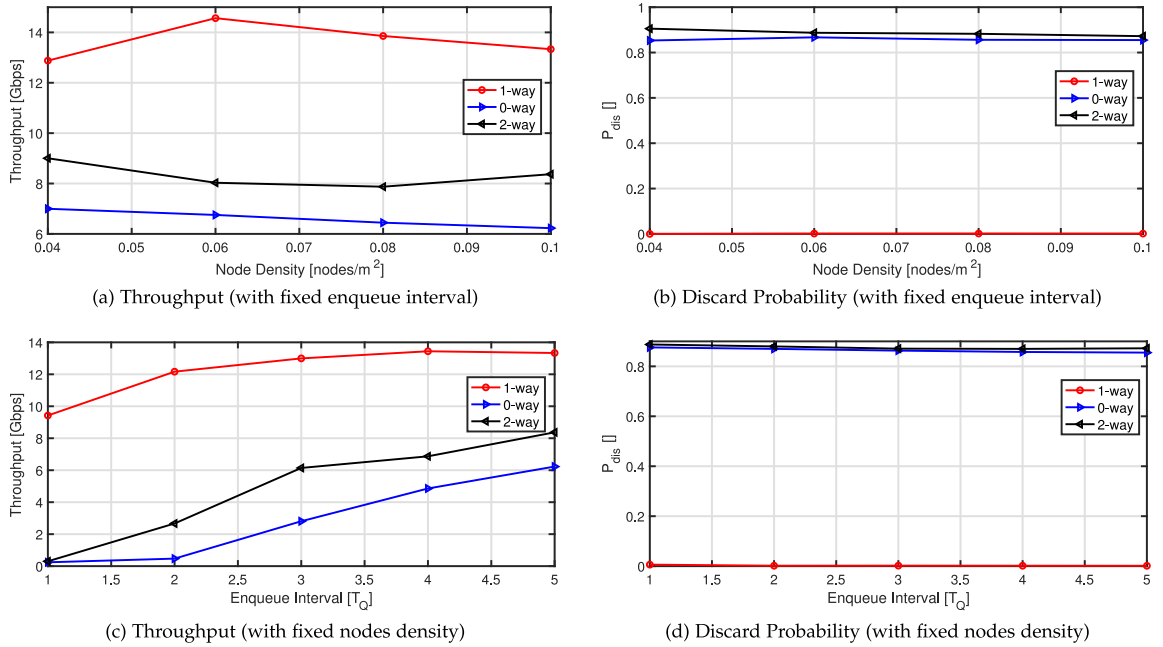 14
12
10
8
6
Throughput [Gbps]
1-way
0-way
2-way
0.04 0.05 0.06 0.07 0.08 0.09 0.1
Node Density [nodes/m²]
(a) Throughput (with fixed enqueue interval)
1
0.8
0.6
0.4
0.2
0
P_dis []
1-way
0-way
2-way
0.04 0.05 0.06 0.07 0.08 0.09 0.1
Node Density [nodes/m²]
(b) Discard Probability (with fixed enqueue interval)
14
12
10
8
6
4
2
0
Throughput [Gbps]
1-way
0-way
2-way
1 1.5 2 2.5 3 3.5 4 4.5 5
Enqueue Interval [T_Q]
(c) Throughput (with fixed nodes density)
0.8
0.6
0.4
0.2
0
P_dis []
1-way
0-way
2-way
1 1.5 2 2.5 3 3.5 4 4.5 5
Enqueue Interval [T_Q]
(d) Discard Probability (with fixed nodes density)